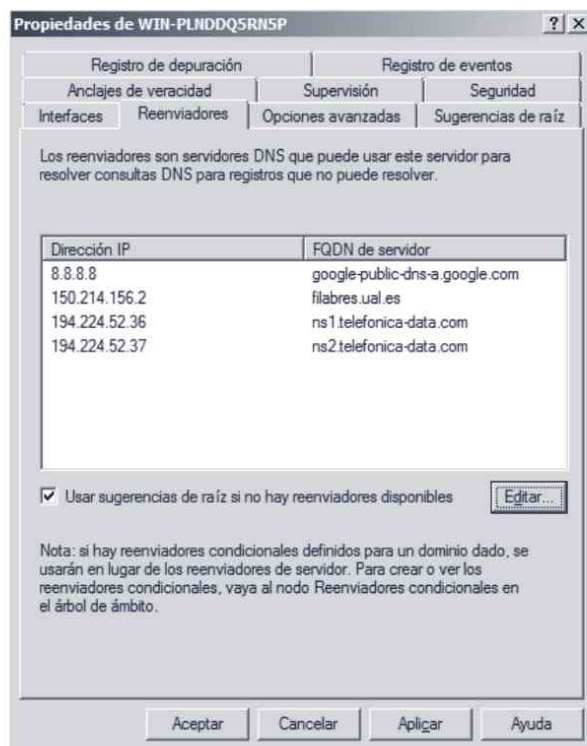 Propiedades de WIN-PLNDDQ5RN5P
Registro de depuración Registro de eventos
Anclajes de veracidad Supervisión Seguridad
Interfaces Reenviadores Opciones avanzadas Sugerencias de raíz
Los reenviadores son servidores DNS que puede usar este servidor para
resolver consultas DNS para registros que no puede resolver.
Dirección IP FQDN de servidor
8.8.8.8 google-public-dns-a.google.com
150.214.156.2 filabres.ual.es
194.224.52.36 ns1.telefonica-data.com
194.224.52.37 ns2.telefonica-data.com
Usar sugerencias de raíz si no hay reenviadores disponibles Editar...
Nota: si hay reenviadores condicionales definidos para un dominio dado, se
usarán en lugar de los reenviadores de servidor. Para crear o ver los
reenviadores condicionales, vaya al nodo Reenviadores condicionales en
el árbol de ámbito.
Aceptar Cancelar Aplicar Ayuda